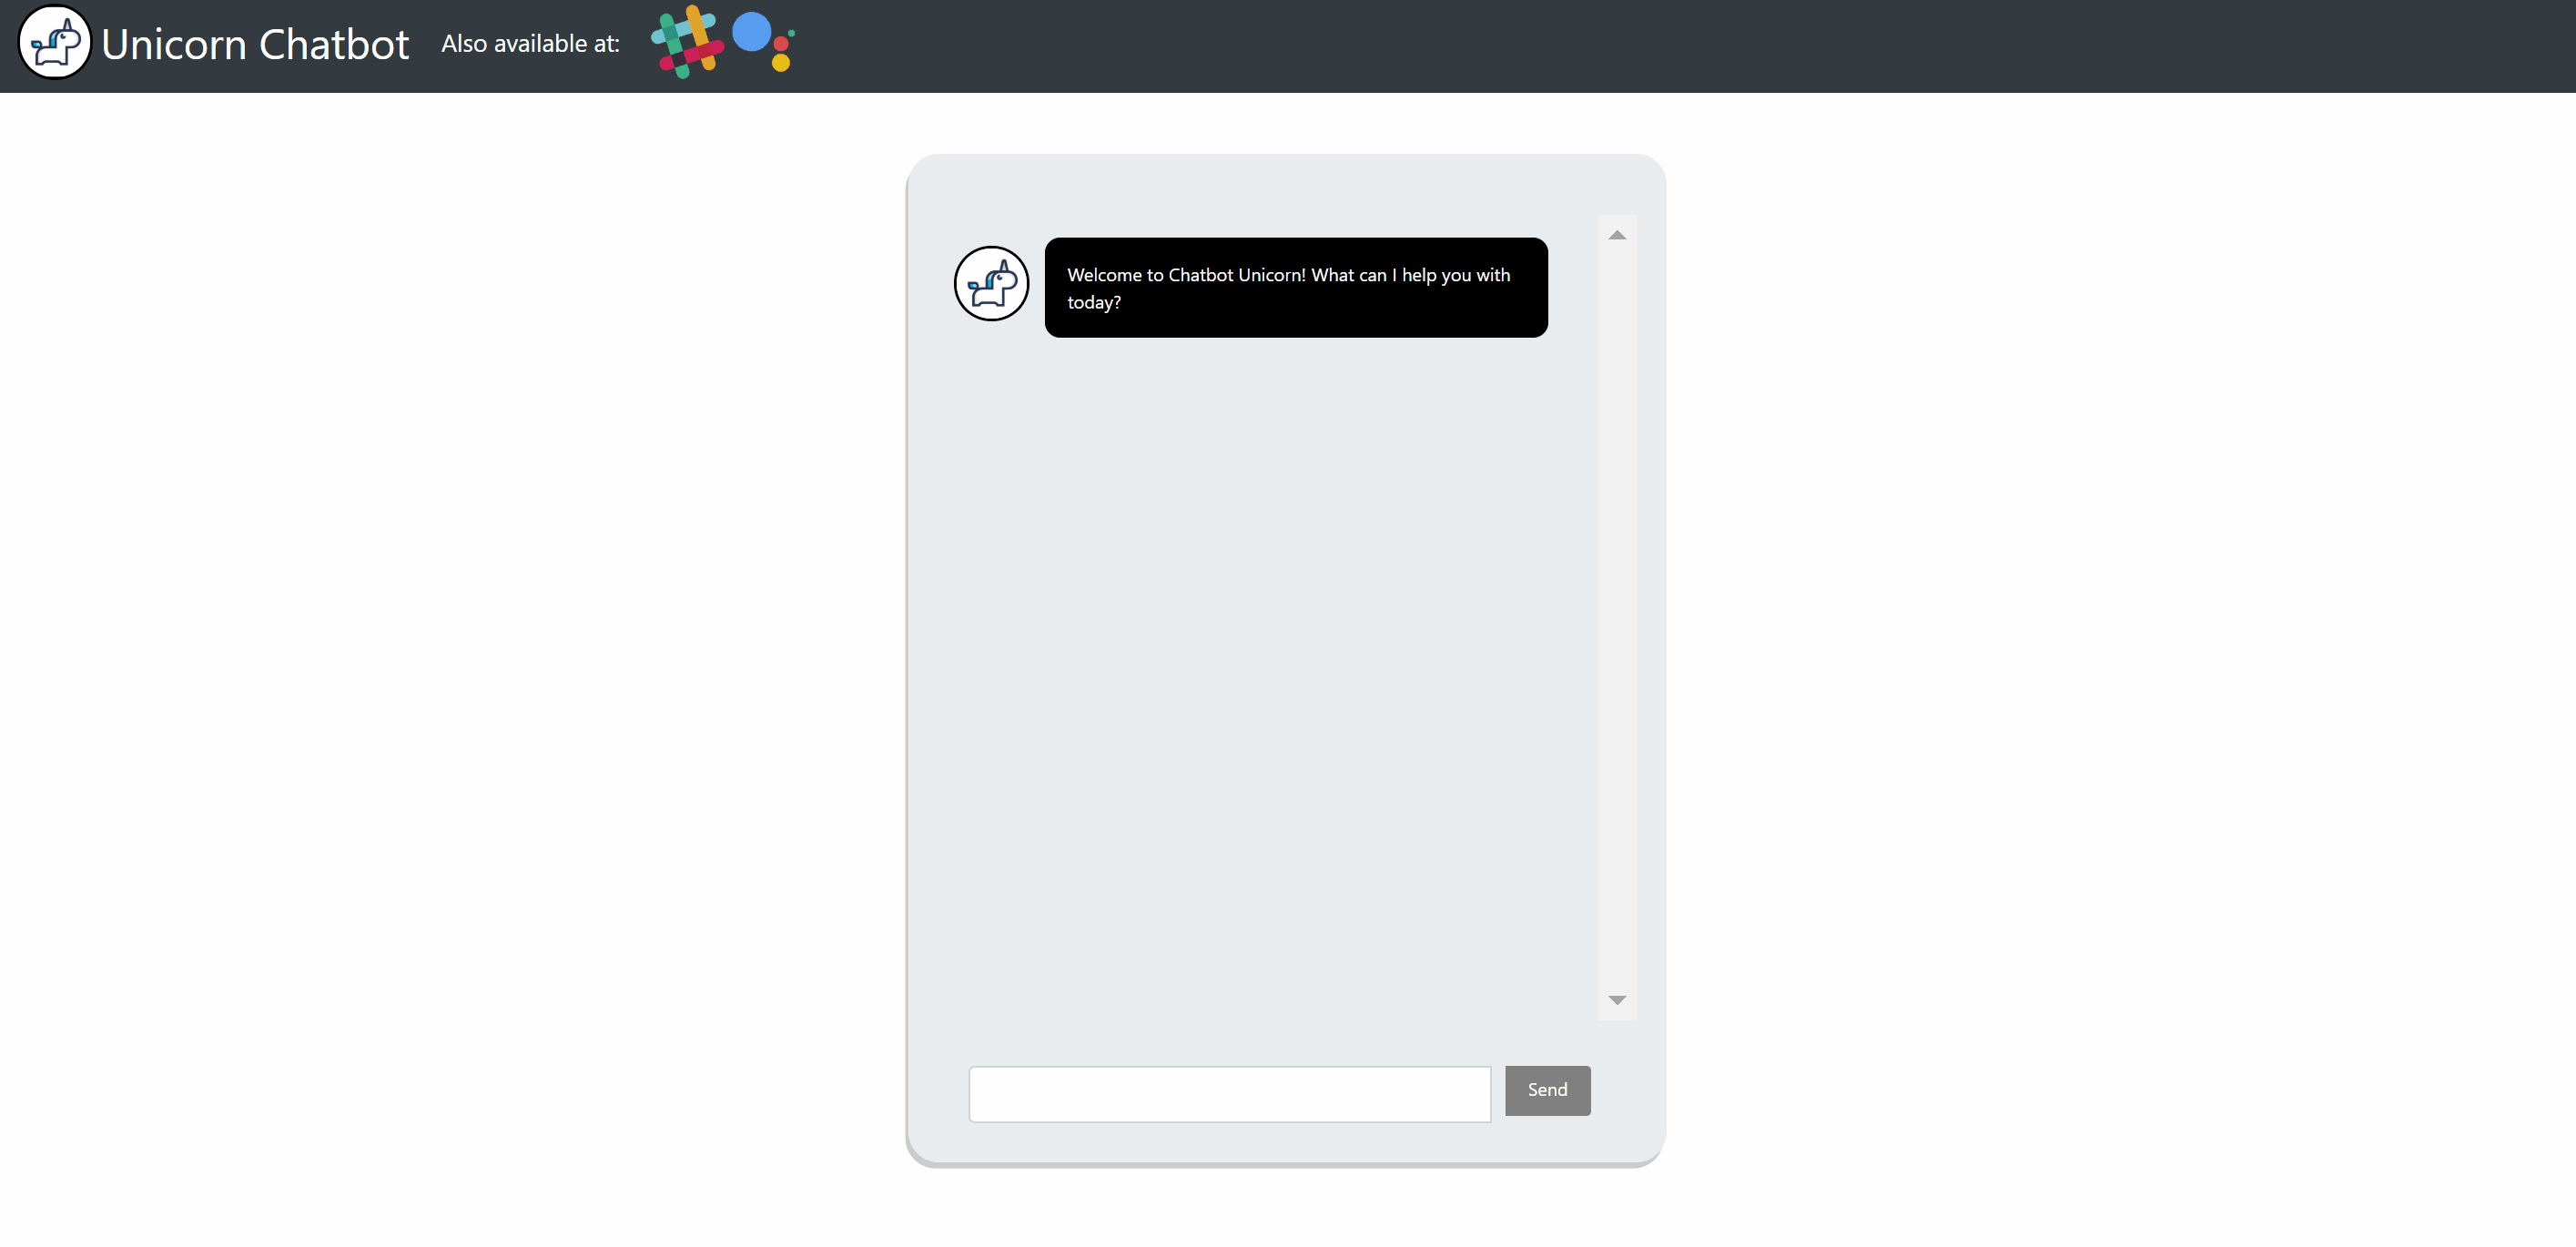 Unicorn Chatbot
Also available at:
Welcome to Chatbot Unicorn! What can I help you with
today?
Send